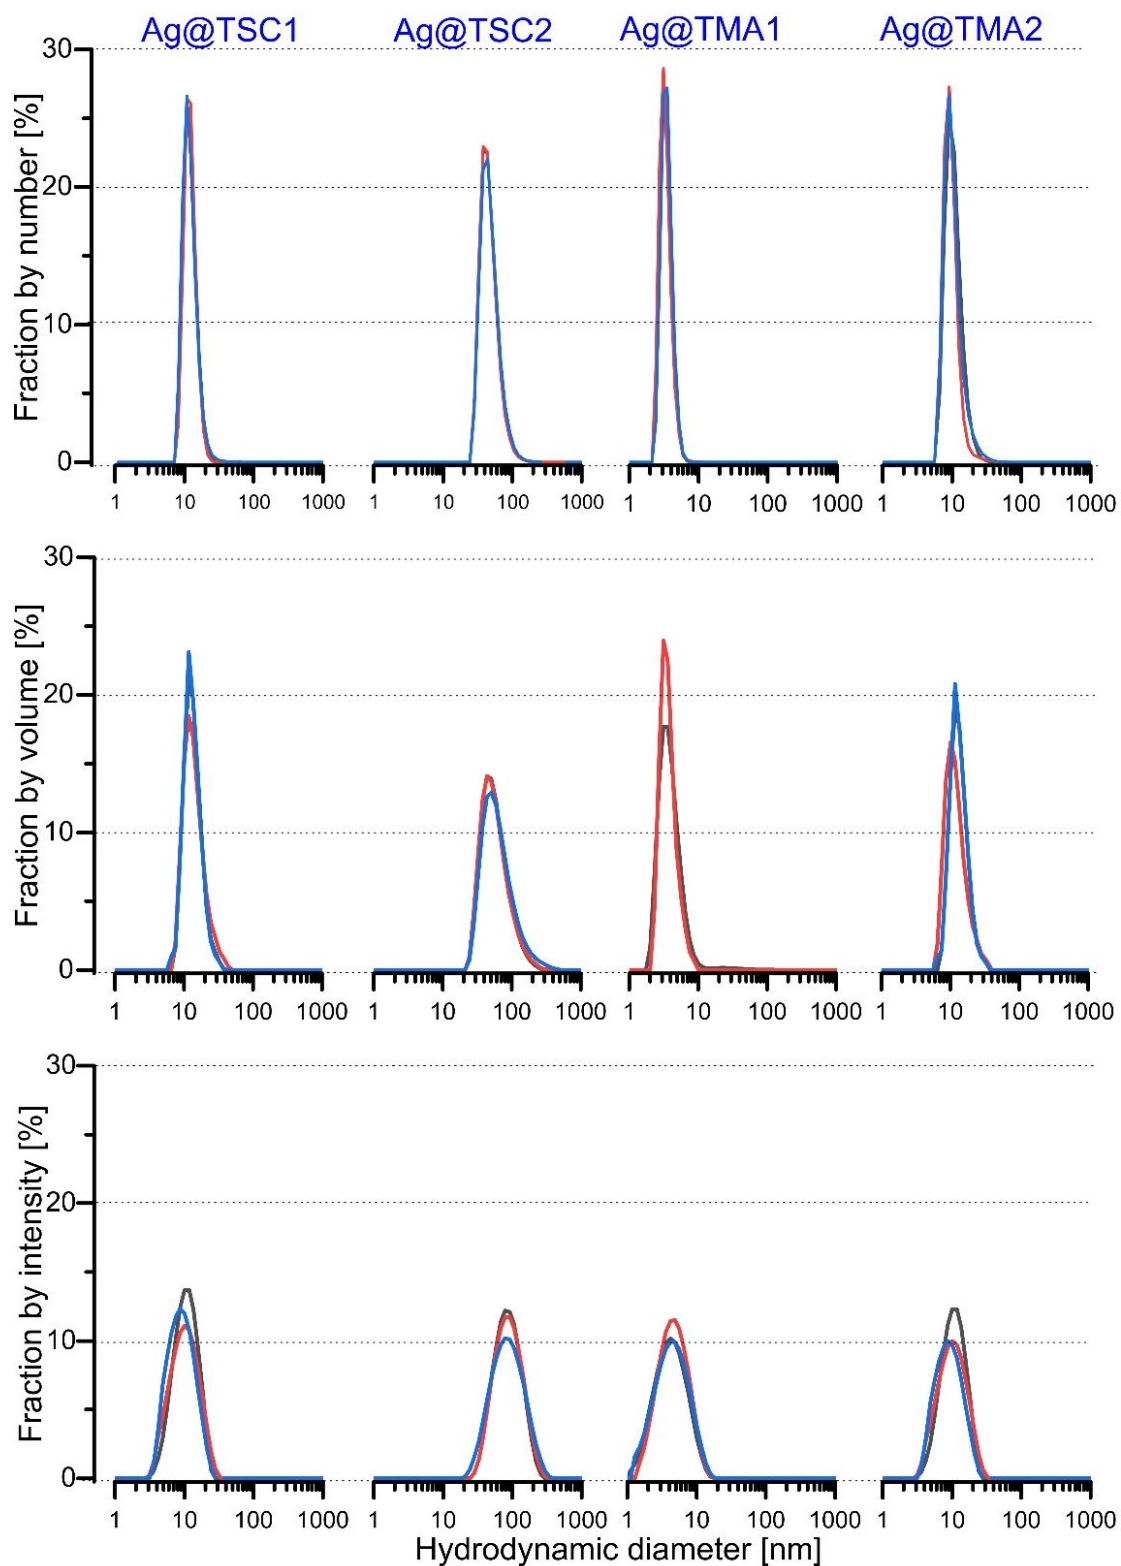 Ag@TSC1 Ag@TSC2 Ag@TMA1 Ag@TMA2
Fraction by number [%]
30
20
10
0
1 10 100 1000 1 10 100 1000 1 10 100 1000 1 10 100 1000
Fraction by volume [%]
30
20
10
0
1 10 100 1000 1 10 100 1000 1 10 100 1000 1 10 100 1000
Fraction by intensity [%]
30
20
10
0
1 10 100 1000 1 10 100 1000 1 10 100 1000 1 10 100 1000
Hydrodynamic diameter [nm]